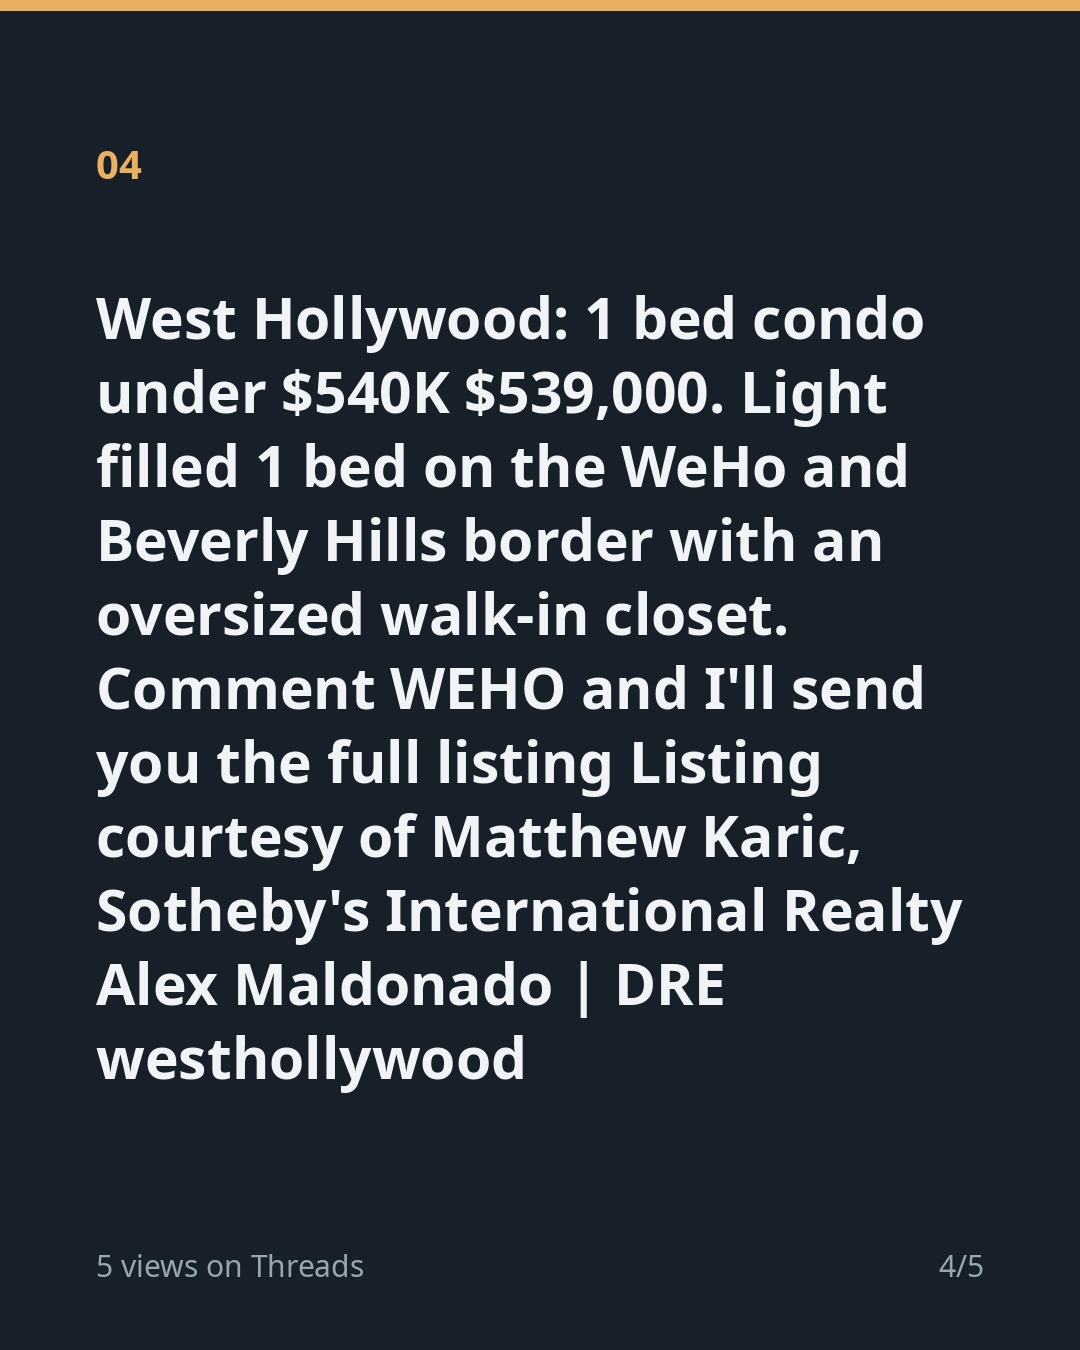 04
West Hollywood: 1 bed condo
under $540K $539,000. Light
filled 1 bed on the WeHo and
Beverly Hills border with an
oversized walk-in closet.
Comment WEHO and I'll send
you the full listing Listing
courtesy of Matthew Karic,
Sotheby's International Realty
Alex Maldonado | DRE
westhollywood
5 views on Threads
4/5